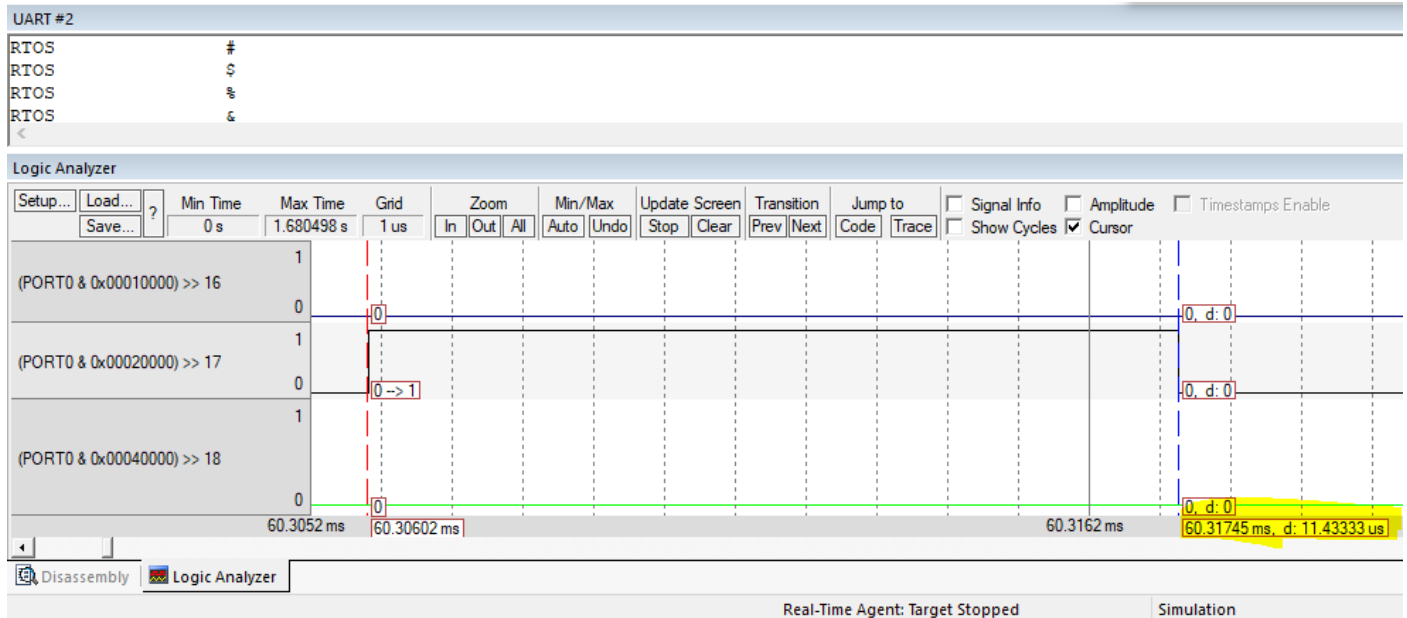 UART #2
RTOS #
RTOS $
RTOS %
RTOS &
Logic Analyzer
Setup... Load... ? Min Time Max Time Grid Zoom Min/Max Update Screen Transition Jump to Signal Info Amplitude Timestamps Enable
Save... 0 s 1.680498 s 1 us In Out All Auto Undo Stop Clear Prev Next Code Trace Show Cycles Cursor
1
(PORT0 & 0x00010000) >> 16
0 0 0, d: 0
1
(PORT0 & 0x00020000) >> 17
0 0 --> 1 0, d: 0
1
(PORT0 & 0x00040000) >> 18
0 0 0, d: 0
60.3052 ms 60.30602 ms 60.3162 ms 60.31745 ms, d: 11.43333 us
Disassembly Logic Analyzer
Real-Time Agent: Target Stopped Simulation